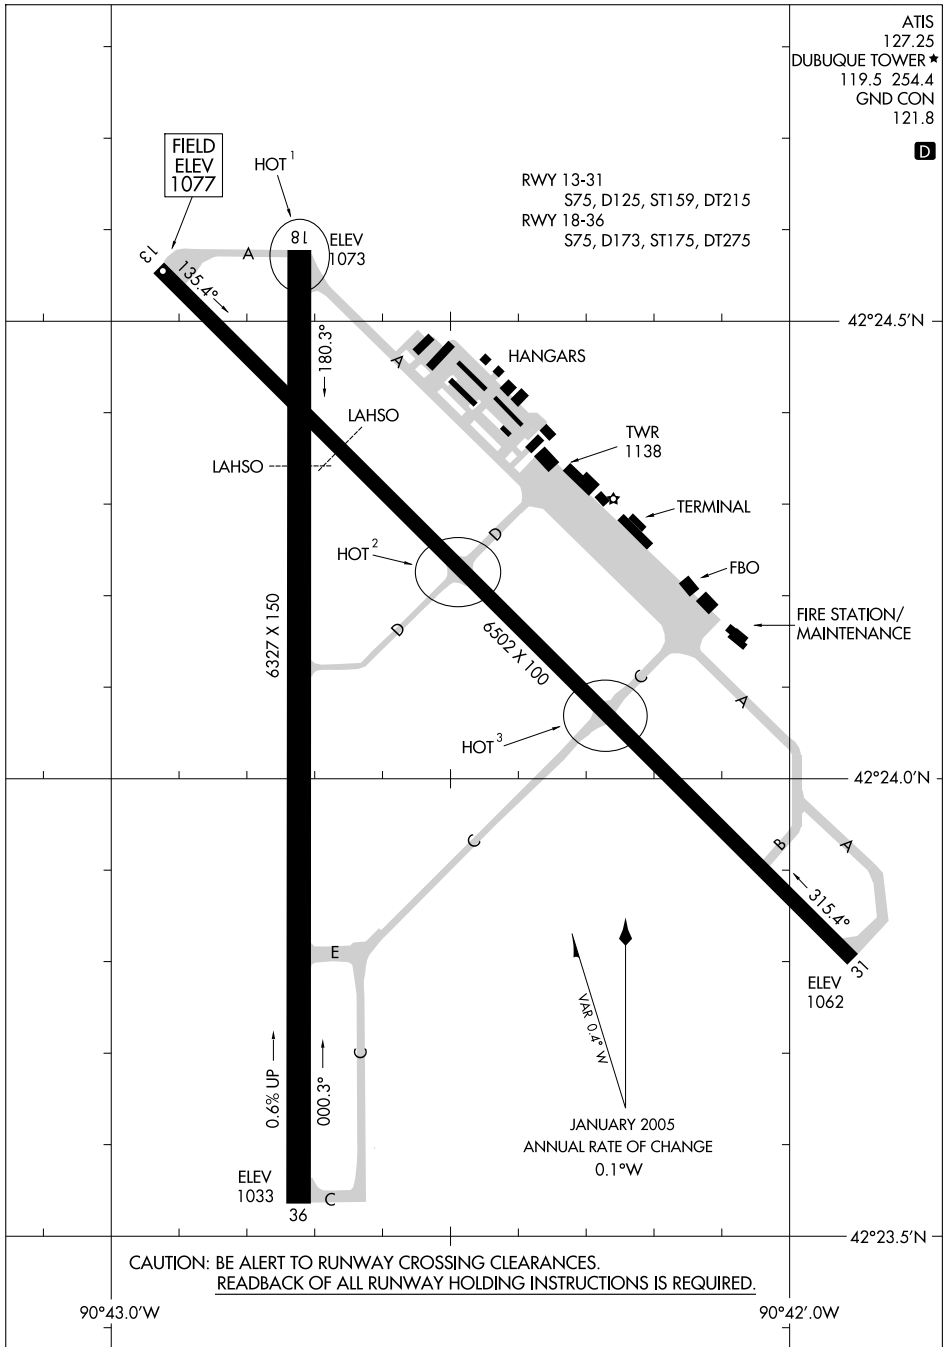 ATIS
127.25
DUBUQUE TOWER★
119.5 254.4
GND CON
121.8
D
FIELD
ELEV
1077
HOT 1
RWY 13-31
S75, D125, ST159, DT215
RWY 18-36
S75, D173, ST175, DT275
18
ELEV
1073
A
13
135.4°
42°24.5'N
180.3°
A
HANGARS
LAHSO
LAHSO
TWR
1138
TERMINAL
D
HOT 2
FBO
6327 X 150
D
6502 X 100
FIRE STATION/
MAINTENANCE
C
A
HOT 3
42°24.0'N
C
B
A
315.4°
E
31
ELEV
1062
VAR 0.4° W
C
0.6% UP
000.3°
JANUARY 2005
ANNUAL RATE OF CHANGE
0.1°W
ELEV
1033
C
36
42°23.5'N
CAUTION: BE ALERT TO RUNWAY CROSSING CLEARANCES.
READBACK OF ALL RUNWAY HOLDING INSTRUCTIONS IS REQUIRED.
90°43.0'W
90°42'.0W